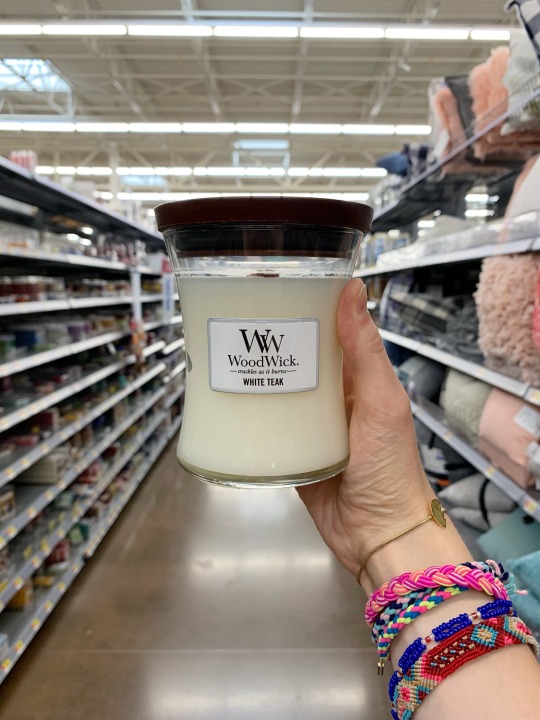 WW
WoodWick®
crackles as it burns
WHITE TEAK